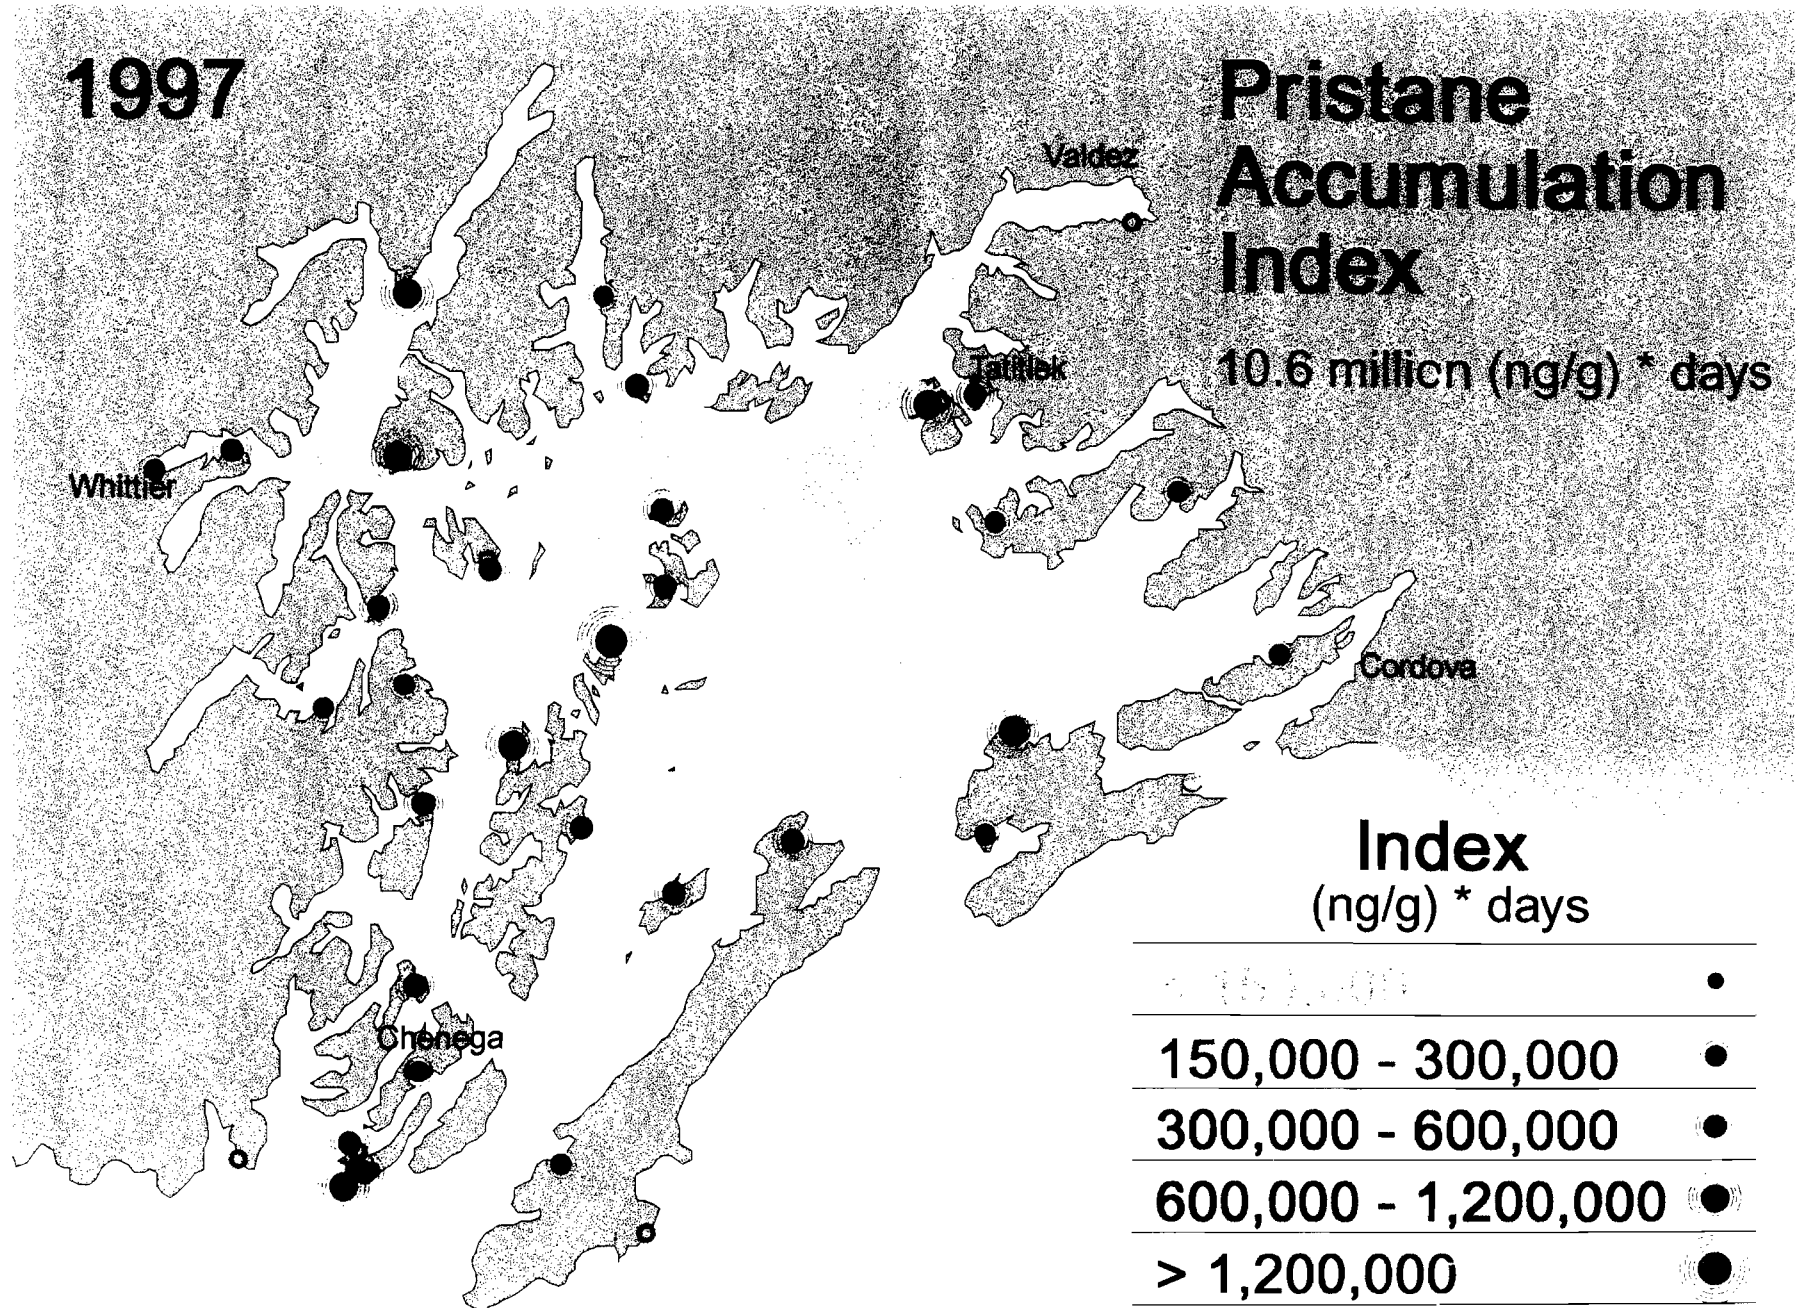 1997
Pristane
Accumulation
Index
10.6 million (ng/g) * days
Valdez
Tatitlek
Whittier
Cordova
Chenega
Index
(ng/g) * days
150,000 - 300,000
300,000 - 600,000
600,000 - 1,200,000
> 1,200,000